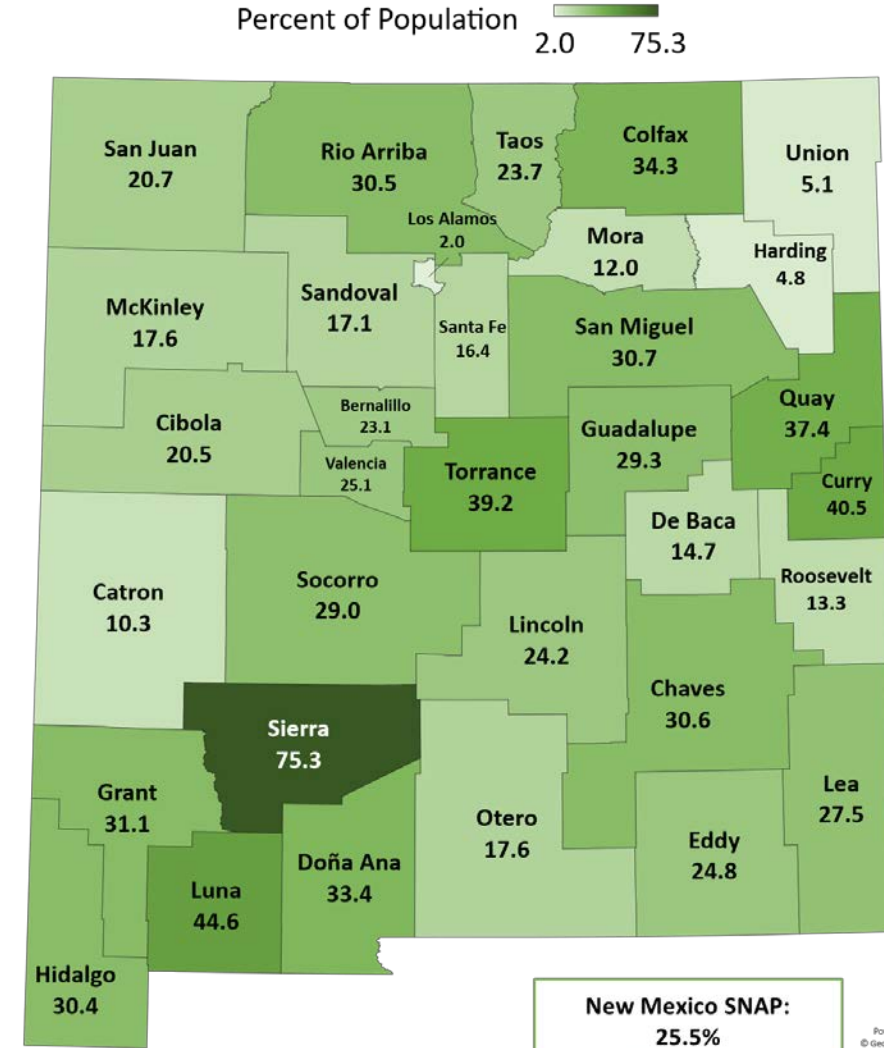 Percent of Population
2.0 75.3
San Juan
20.7
Rio Arriba
30.5
Taos
23.7
Colfax
34.3
Union
5.1
Los Alamos
2.0
Mora
12.0
Harding
4.8
McKinley
17.6
Sandoval
17.1
Santa Fe
16.4
San Miguel
30.7
Quay
37.4
Cibola
20.5
Bernalillo
23.1
Valencia
25.1
Torrance
39.2
Guadalupe
29.3
Curry
40.5
De Baca
14.7
Roosevelt
13.3
Catron
10.3
Socorro
29.0
Lincoln
24.2
Chaves
30.6
Sierra
75.3
Grant
31.1
Luna
44.6
Doña Ana
33.4
Otero
17.6
Eddy
24.8
Lea
27.5
Hidalgo
30.4
New Mexico SNAP:
25.5%